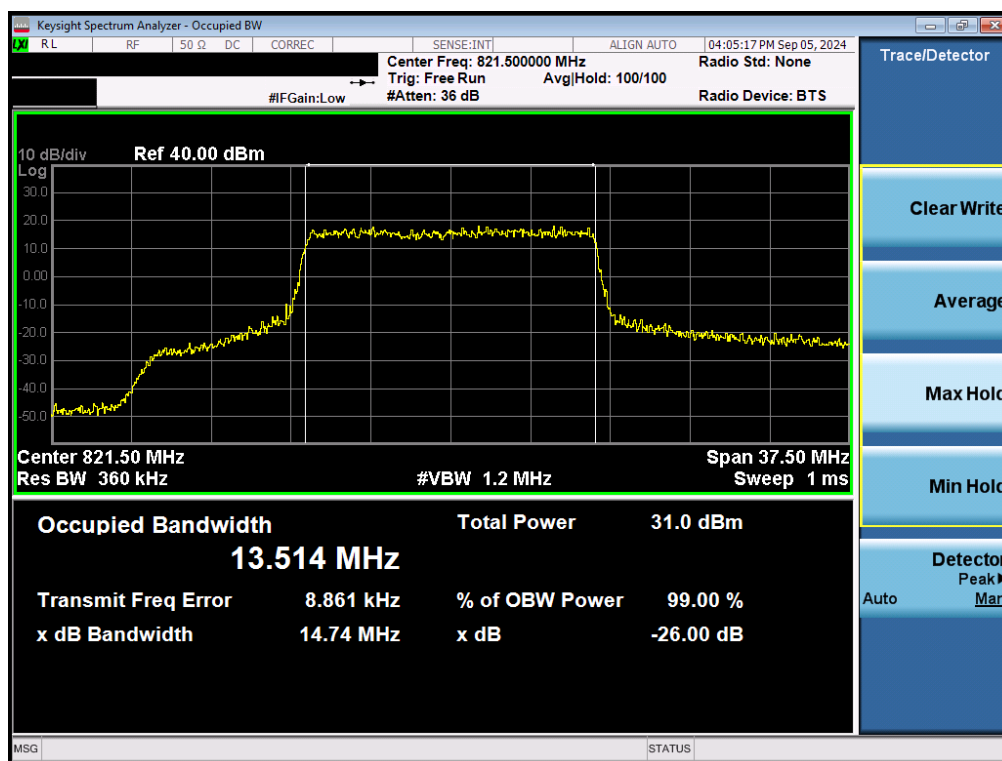 Keysight Spectrum Analyzer - Occupied BW
LXI RL RF 50 Ω DC CORREC SENSE:INT ALIGN AUTO 04:05:17 PM Sep 05, 2024
Center Freq: 821.500000 MHz Radio Std: None
Trig: Free Run Avg|Hold: 100/100
#IFGain:Low #Atten: 36 dB Radio Device: BTS
10 dB/div Ref 40.00 dBm
Log
30.0
20.0
10.0
0.00
-10.0
-20.0
-30.0
-40.0
-50.0
Center 821.50 MHz Span 37.50 MHz
Res BW 360 kHz #VBW 1.2 MHz Sweep 1 ms
Occupied Bandwidth Total Power 31.0 dBm
13.514 MHz
Transmit Freq Error 8.861 kHz % of OBW Power 99.00 %
x dB Bandwidth 14.74 MHz x dB -26.00 dB
MSG STATUS
Trace/Detector
Clear Write
Average
Max Hold
Min Hold
Detector
Peak
Auto Man